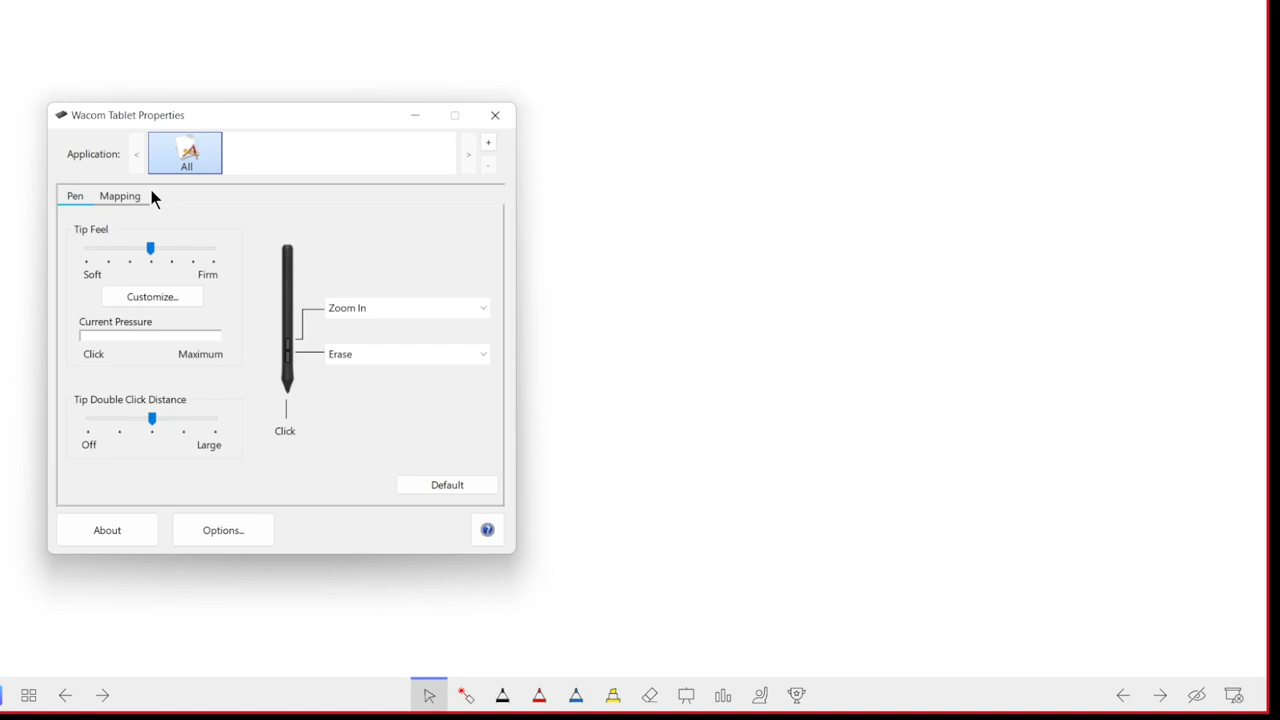 Wacom Tablet Properties
Application:
All
Pen Mapping
Tip Feel
Soft Firm
Customize...
Current Pressure
Click Maximum
Zoom In
Erase
Click
Tip Double Click Distance
Off Large
Default
About Options...